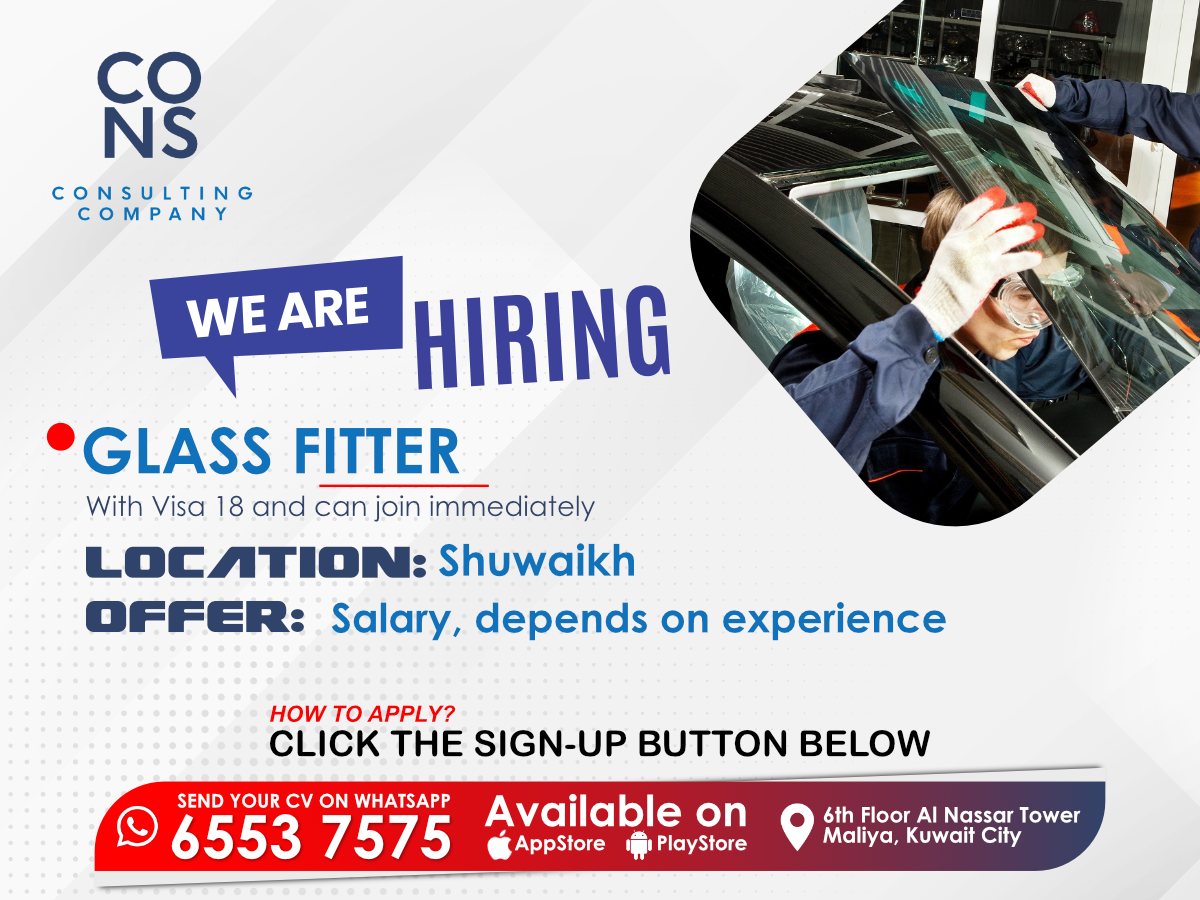 CO
NS
CONSULTING
COMPANY
WE ARE HIRING
GLASS FITTER
With Visa 18 and can join immediately
LOCATION: Shuwaikh
OFFER: Salary, depends on experience
HOW TO APPLY?
CLICK THE SIGN-UP BUTTON BELOW
SEND YOUR CV ON WHATSAPP
6553 7575
Available on
AppStore PlayStore
6th Floor Al Nassar Tower
Maliya, Kuwait City